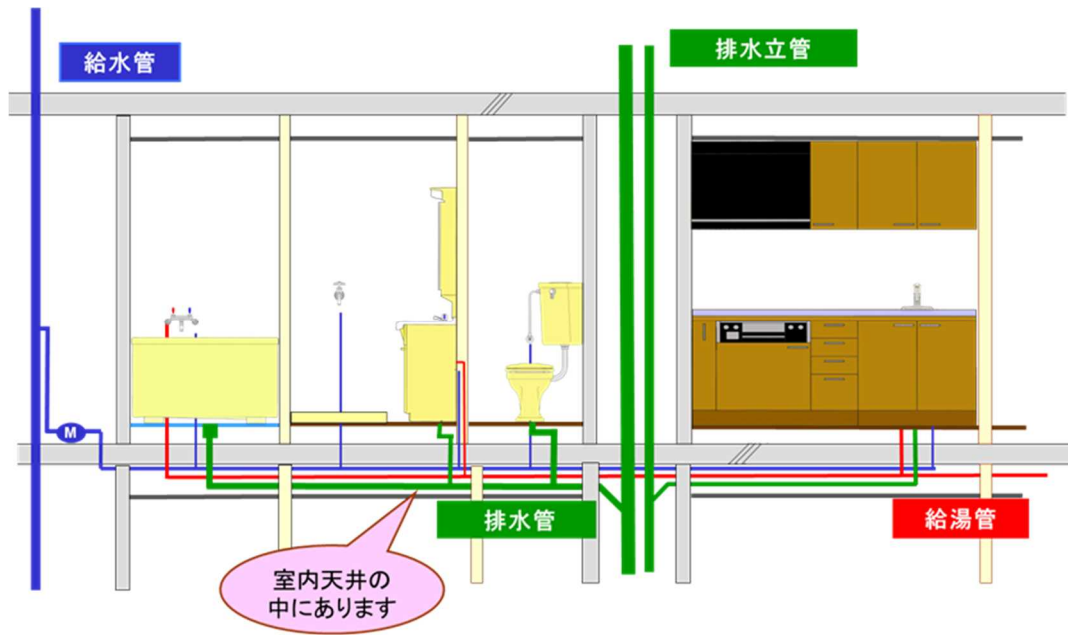 給水管
排水立管
M
排水管
給湯管
室内天井の
中にあります